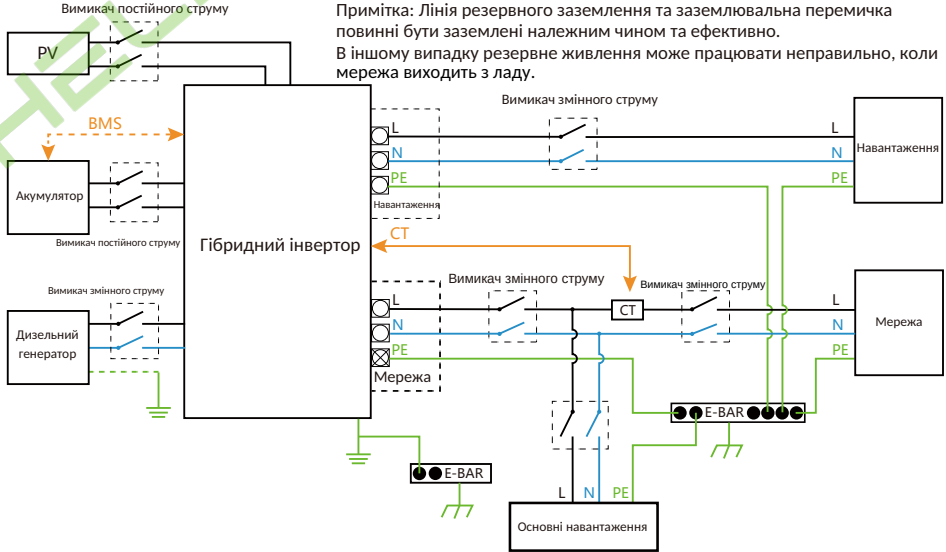 Вимикач постійного струму
Примітка: Лінія резервного заземлення та заземлювальна перемичка
повинні бути заземлені належним чином та ефективно.
В іншому випадку резервне живлення може працювати неправильно, коли
мережа виходить з ладу.
PV
BMS
Вимикач змінного струму
L
N
PE
Навантаження
L
N
PE
Навантаження
Акумулятор
Вимикач постійного струму
Гібридний інвертор
CT
Вимикач змінного струму
Вимикач змінного струму
Вимикач змінного струму
L
N
PE
Мережа
CT
L
N
PE
Мережа
Дизельний
генератор
E-BAR
E-BAR
L
N
PE
Основні навантаження